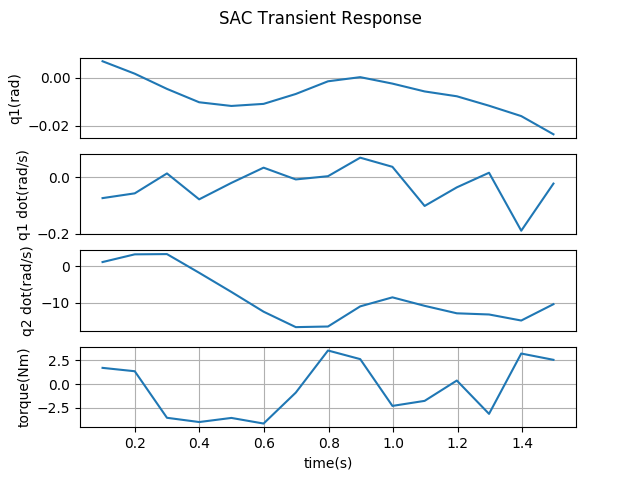 SAC Transient Response
0.00
−0.02
q1(rad)
0.0
−0.2
q1 dot(rad/s)
0
−10
q2 dot(rad/s)
2.5
0.0
−2.5
torque(Nm)
0.2 0.4 0.6 0.8 1.0 1.2 1.4
time(s)